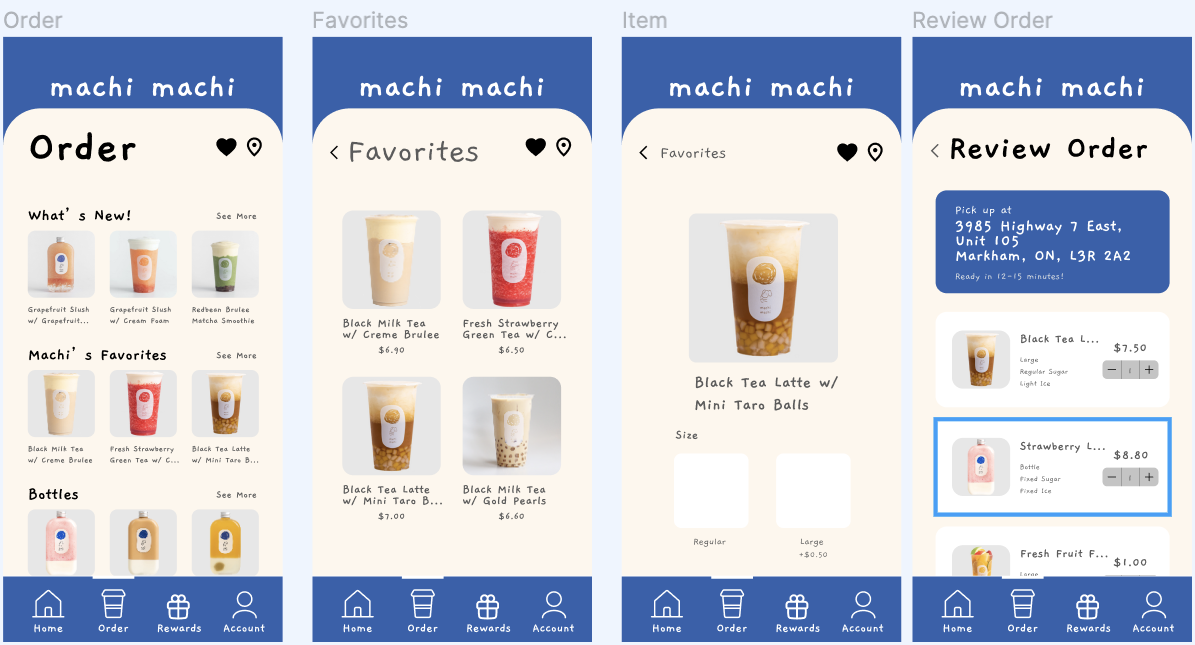 Order
machi machi
Order
What's New!
See More
Grapefruit Slush
w/ Grapefruit...
Grapefruit Slush
w/ Cream Foam
Redbean Brulee
Matcha Smoothie
Machi's Favorites
See More
Black Milk Tea
w/ Creme Brulee
Fresh Strawberry
Green Tea w/ C...
Black Tea Latte
w/ Mini Taro B...
Bottles
See More
Home
Order
Rewards
Account
Favorites
machi machi
Favorites
Black Milk Tea
w/ Creme Brulee
$6.90
Fresh Strawberry
Green Tea w/ C...
$6.50
Black Tea Latte
w/ Mini Taro B...
$7.00
Black Milk Tea
w/ Gold Pearls
$6.60
Home
Order
Rewards
Account
Item
machi machi
Favorites
Black Tea Latte w/
Mini Taro Balls
Size
Regular
Large
+$0.50
Home
Order
Rewards
Account
Review Order
machi machi
Review Order
Pick up at
3985 Highway 7 East,
Unit 105
Markham, ON, L3R 2A2
Ready in 12-15 minutes!
Black Tea L...
$7.50
Large
Regular Sugar
Light Ice
− 1 +
Strawberry L...
$8.80
Bottle
Fixed Sugar
Fixed Ice
− 1 +
Fresh Fruit F...
$1.00
Large
Home
Order
Rewards
Account